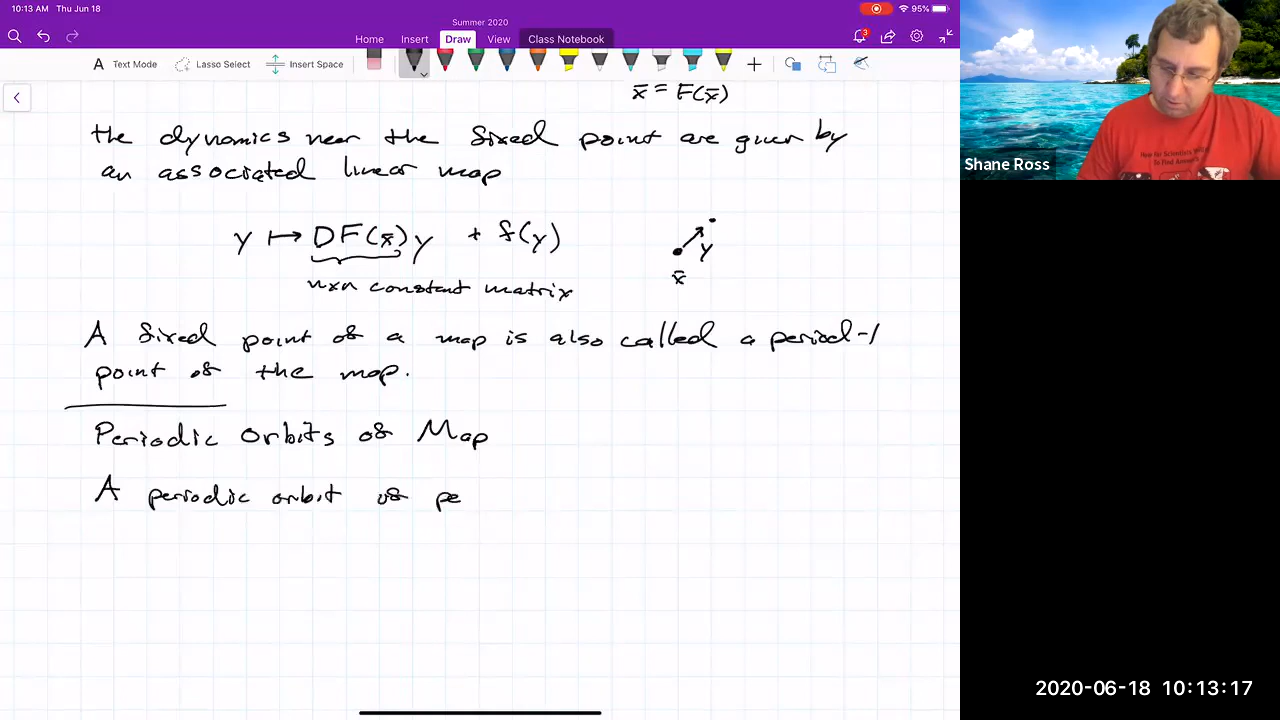 10:13 AM Thu Jun 18
95%
Summer 2020
Home Insert Draw View Class Notebook
3
A Text Mode Lasso Select Insert Space
x̄ = F(x̄)
the dynamics near the fixed point are given by
an associated linear map
y ↦ DF(x̄)y + f(y)
y
x̄
n×n constant matrix
A fixed point of a map is also called a period-1
point of the map.
Periodic Orbits of Map
A periodic orbit of pe
Shane Ross
2020-06-18 10:13:17